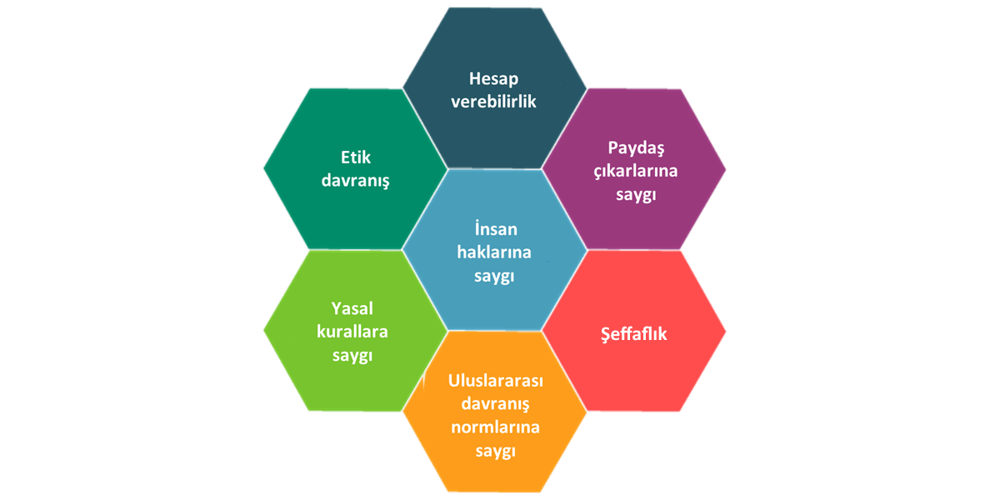 Hesap
verebilirlik
Paydaş
çıkarlarına
saygı
Etik
davranış
İnsan
haklarına
saygı
Yasal
kurallara
saygı
Şeffaflık
Uluslararası
davranış
normlarına
saygı